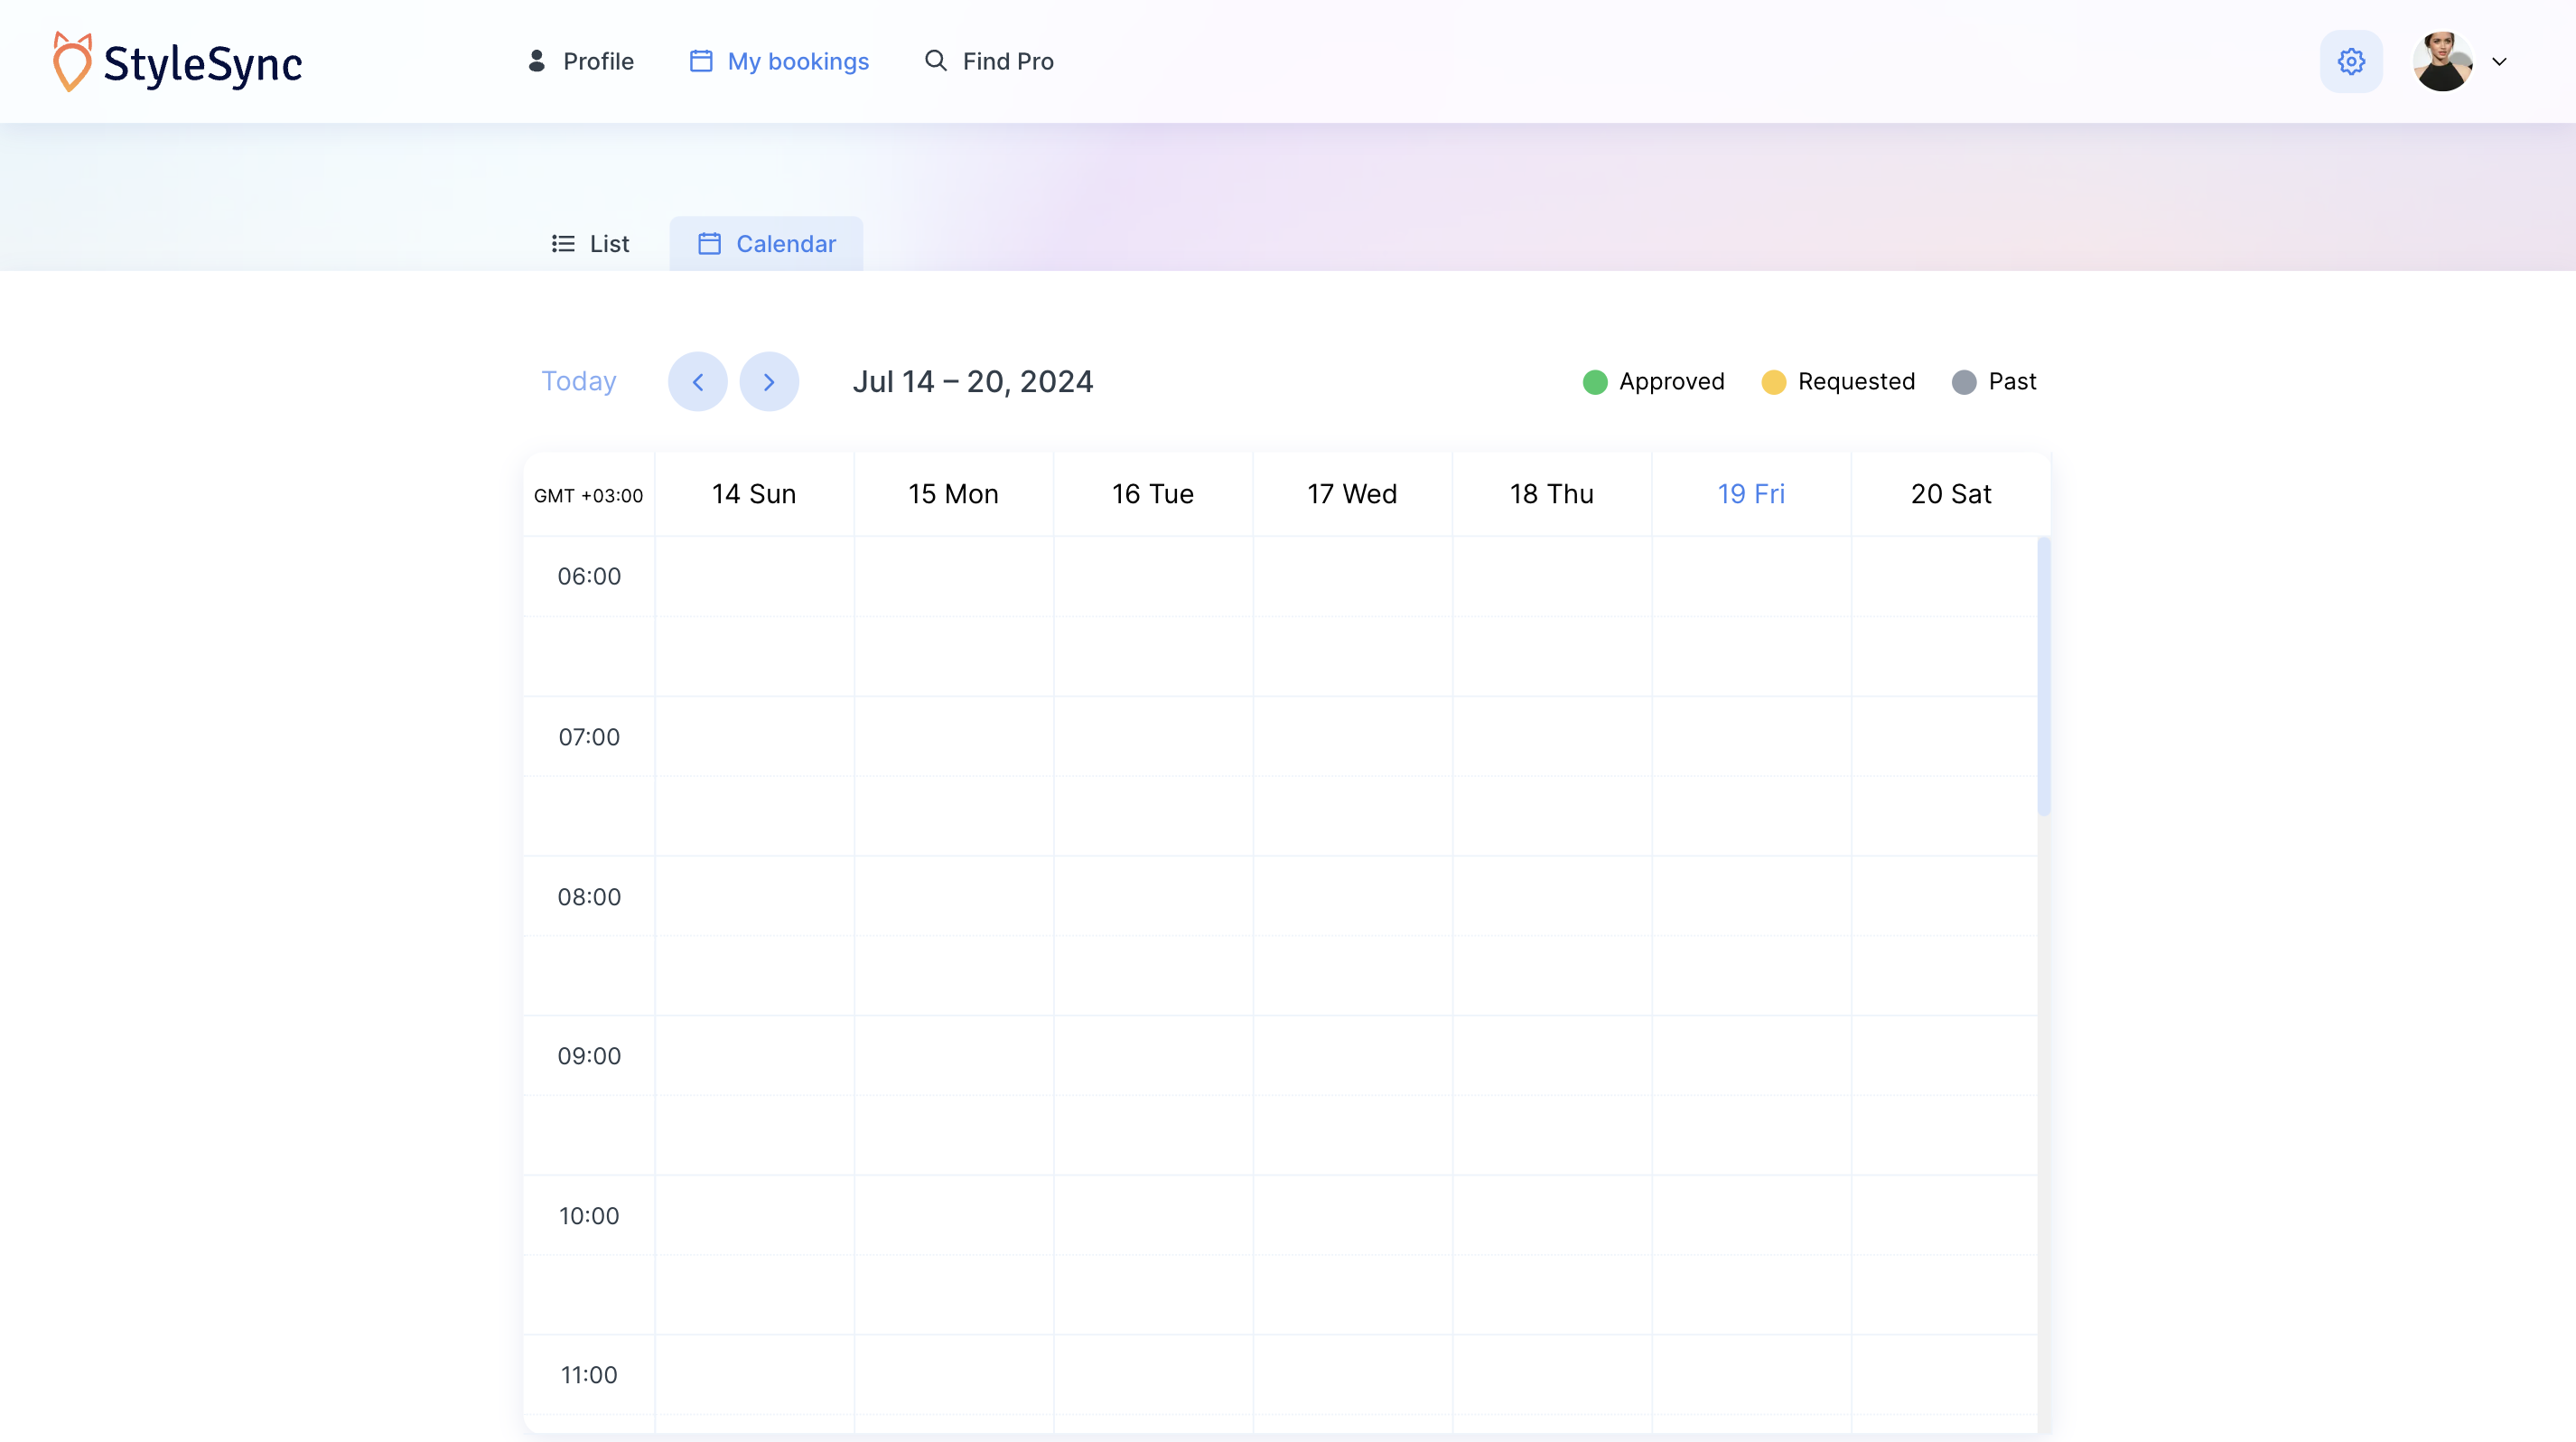 StyleSync
Profile
My bookings
Find Pro
List
Calendar
Today
Jul 14 – 20, 2024
Approved
Requested
Past
GMT +03:00
14 Sun
15 Mon
16 Tue
17 Wed
18 Thu
19 Fri
20 Sat
06:00
07:00
08:00
09:00
10:00
11:00